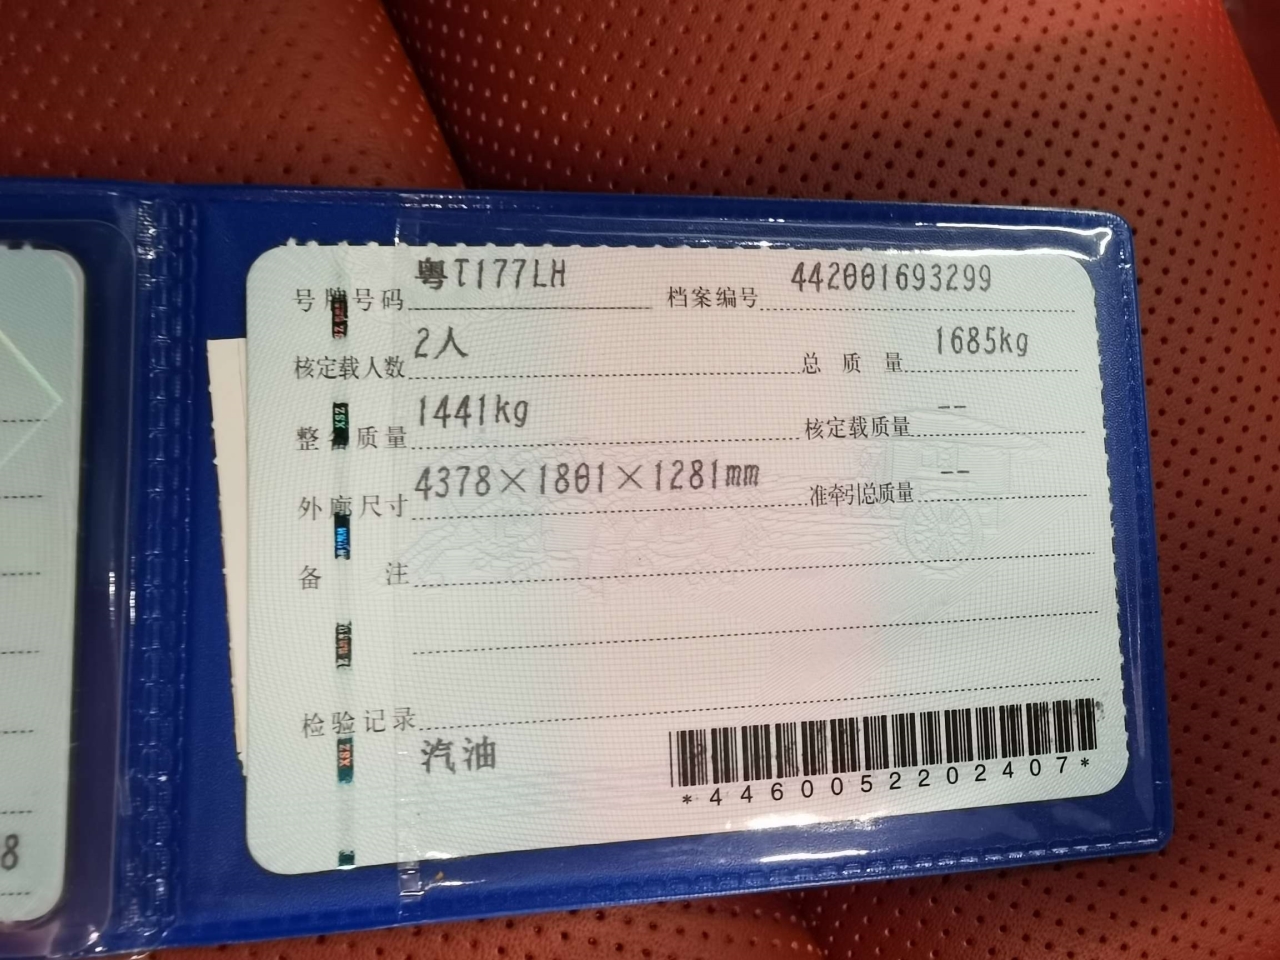 号牌号码 粤T177LH 档案编号 442001693299
核定载人数 2人 总质量 1685kg
整备质量 1441kg 核定载质量 --
外廓尺寸 4378×1801×1281mm 准牵引总质量 --
备注
检验记录
汽油
*4460052202407*
8